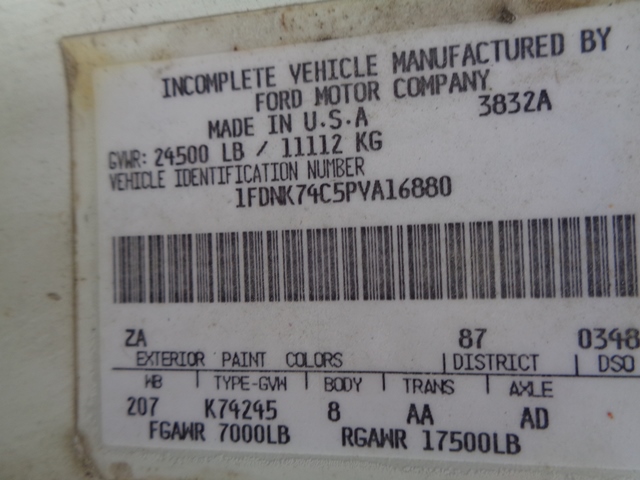 INCOMPLETE VEHICLE MANUFACTURED BY
FORD MOTOR COMPANY
3832A
MADE IN U.S.A
GVWR: 24500 LB / 11112 KG
VEHICLE IDENTIFICATION NUMBER
1FDNK74C5PVA16880
ZA 87 0348
EXTERIOR PAINT COLORS DISTRICT DSO
WB TYPE-GVW BODY TRANS AXLE
207 K74245 8 AA AD
FGAWR 7000LB RGAWR 17500LB